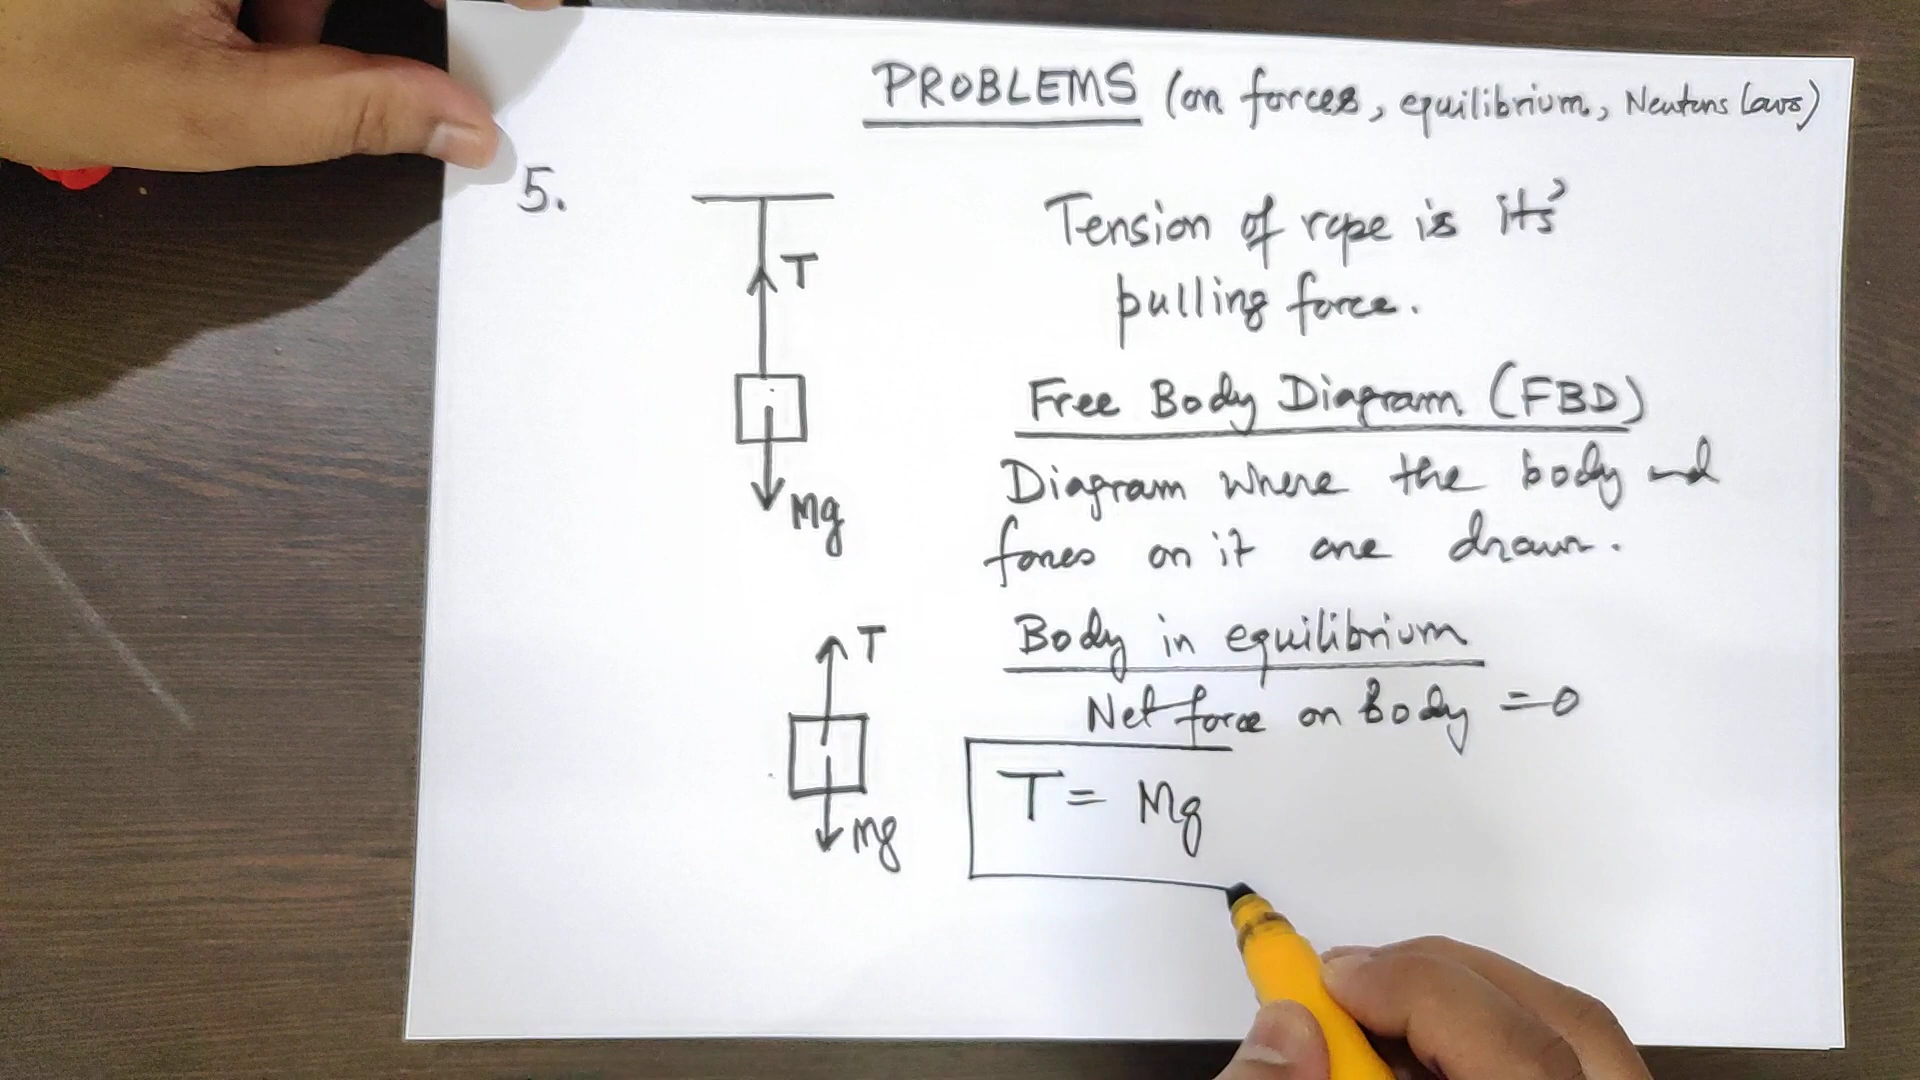 PROBLEMS (on forces, equilibrium, Newtons Laws)
5.
T
Mg
Tension of rope is its'
pulling force.
Free Body Diagram (FBD)
Diagram where the body and
forces on it are drawn.
T
Mg
Body in equilibrium
Net force on Body = 0
T = Mg